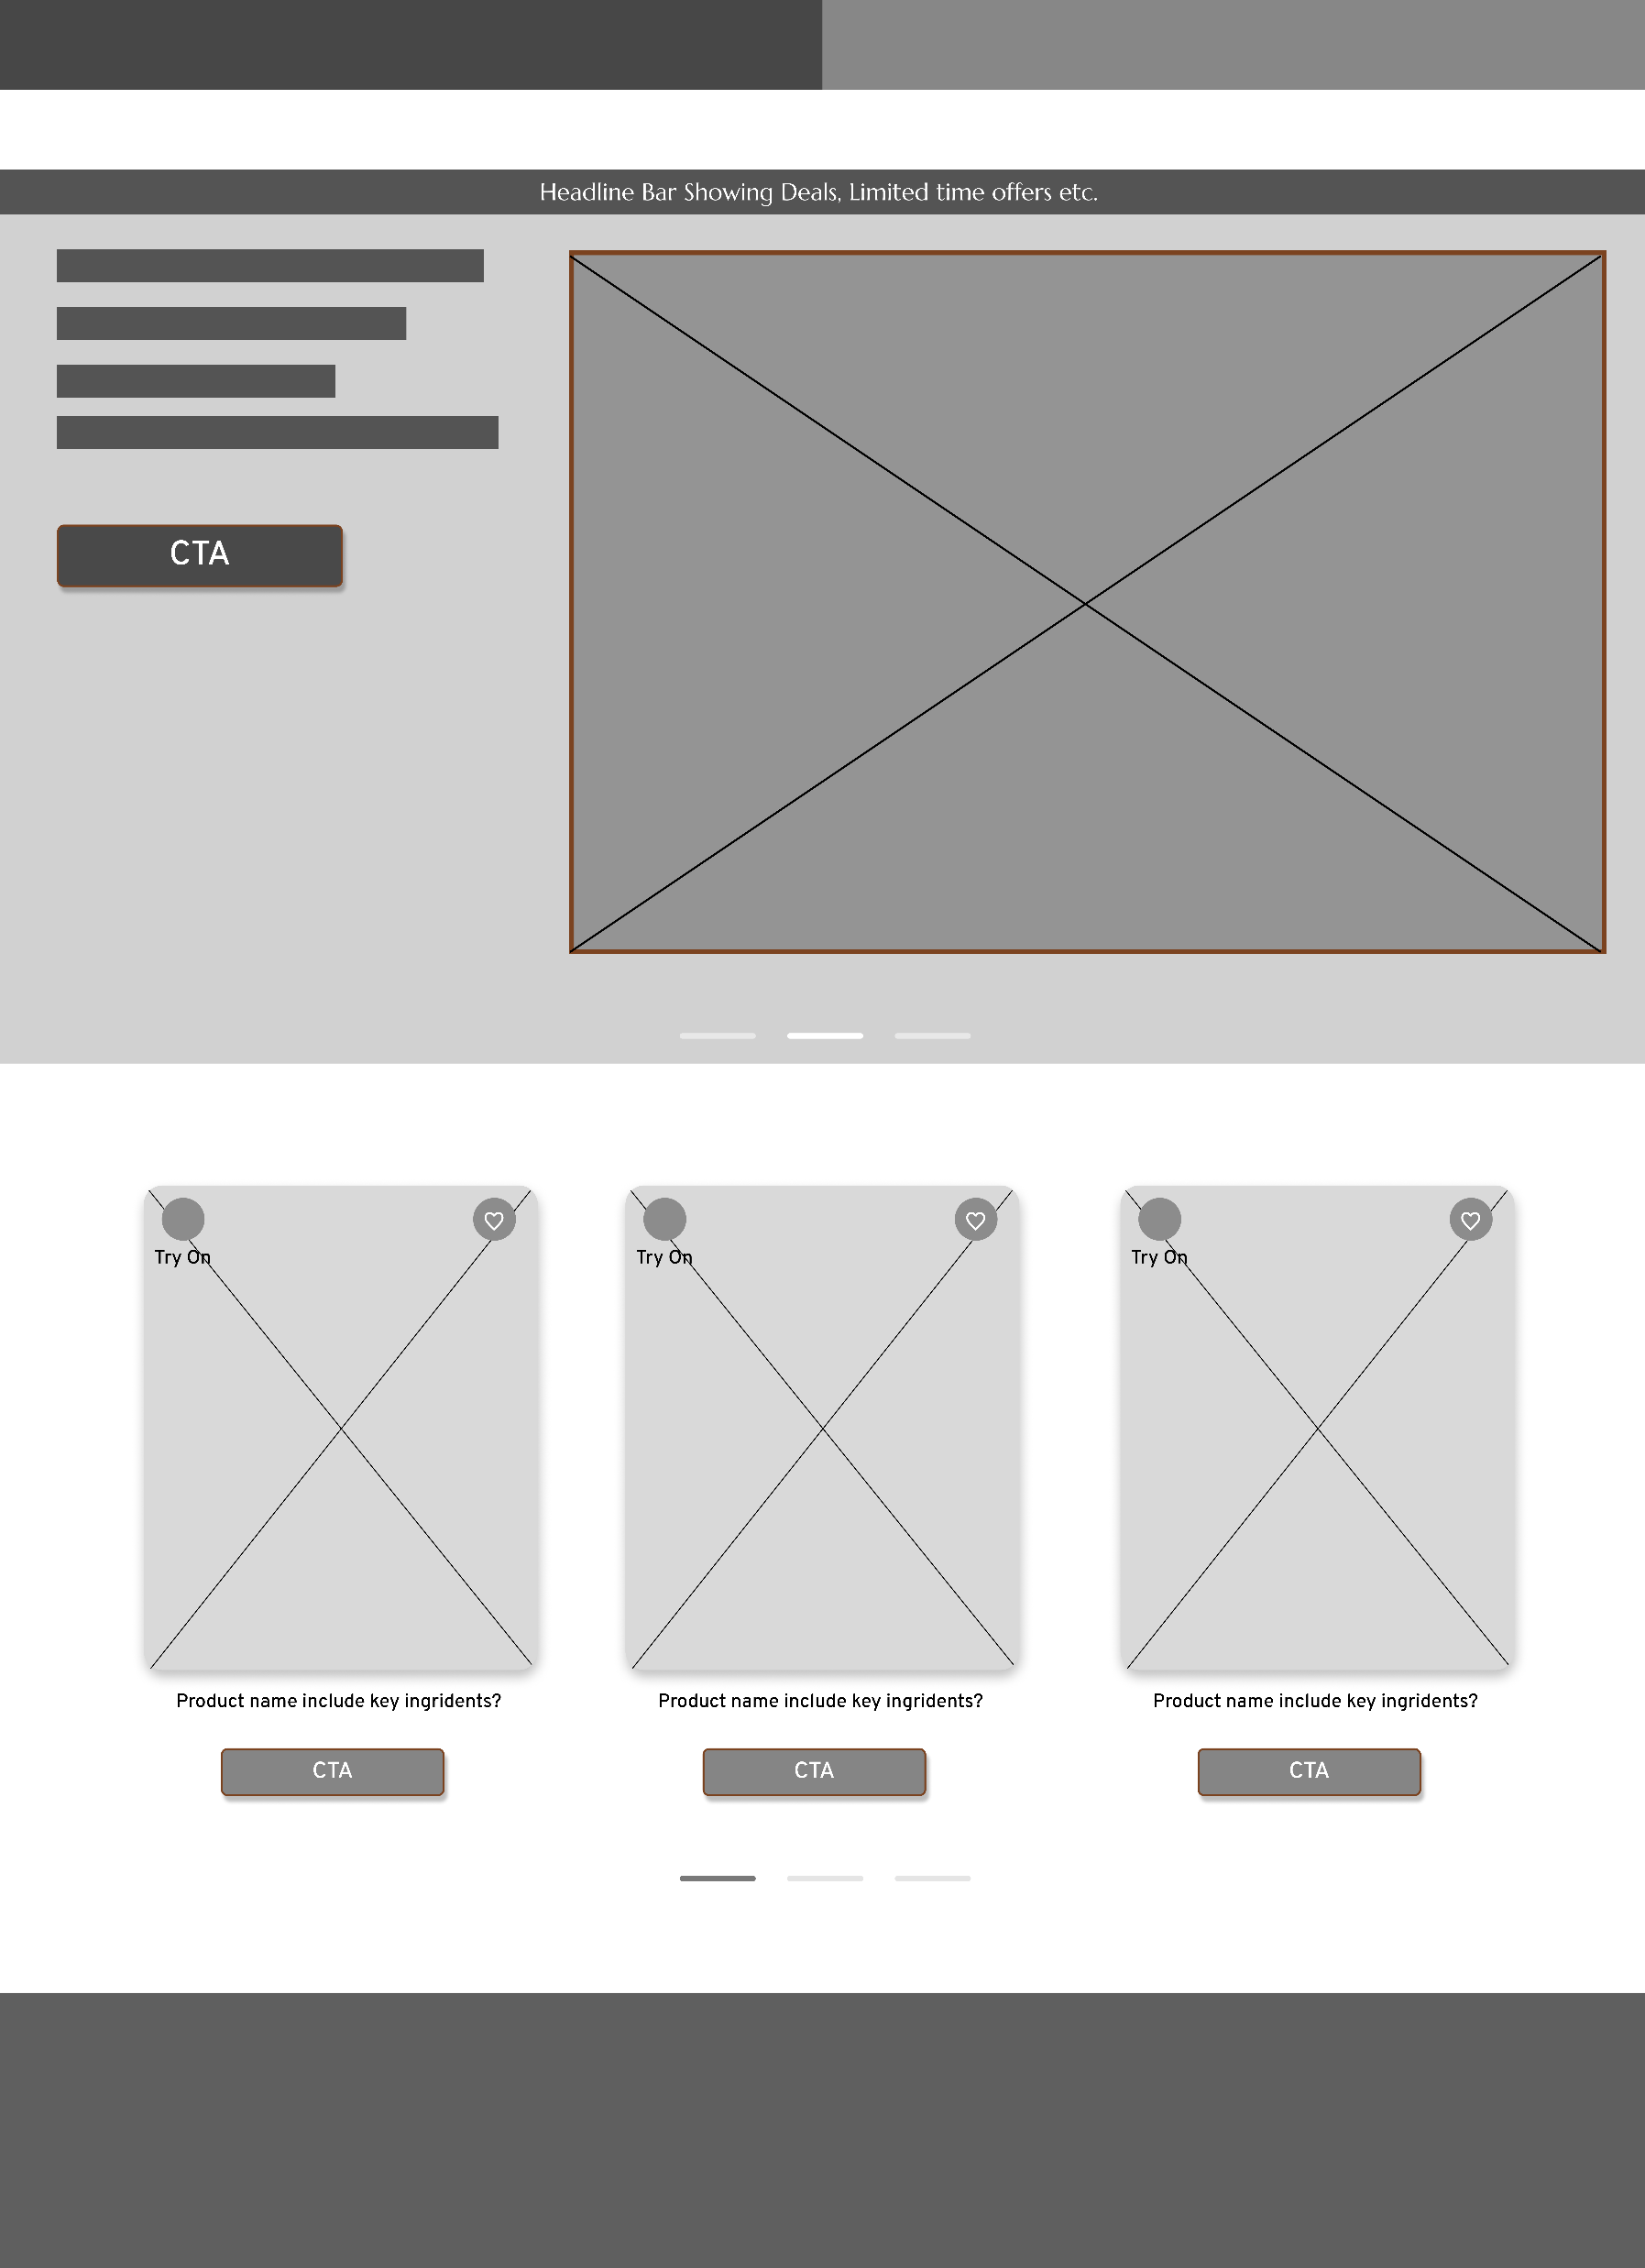 Headline Bar Showing Deals, Limited time offers etc.
CTA
Try On
Try On
Try On
Product name include key ingridents?
Product name include key ingridents?
Product name include key ingridents?
CTA
CTA
CTA